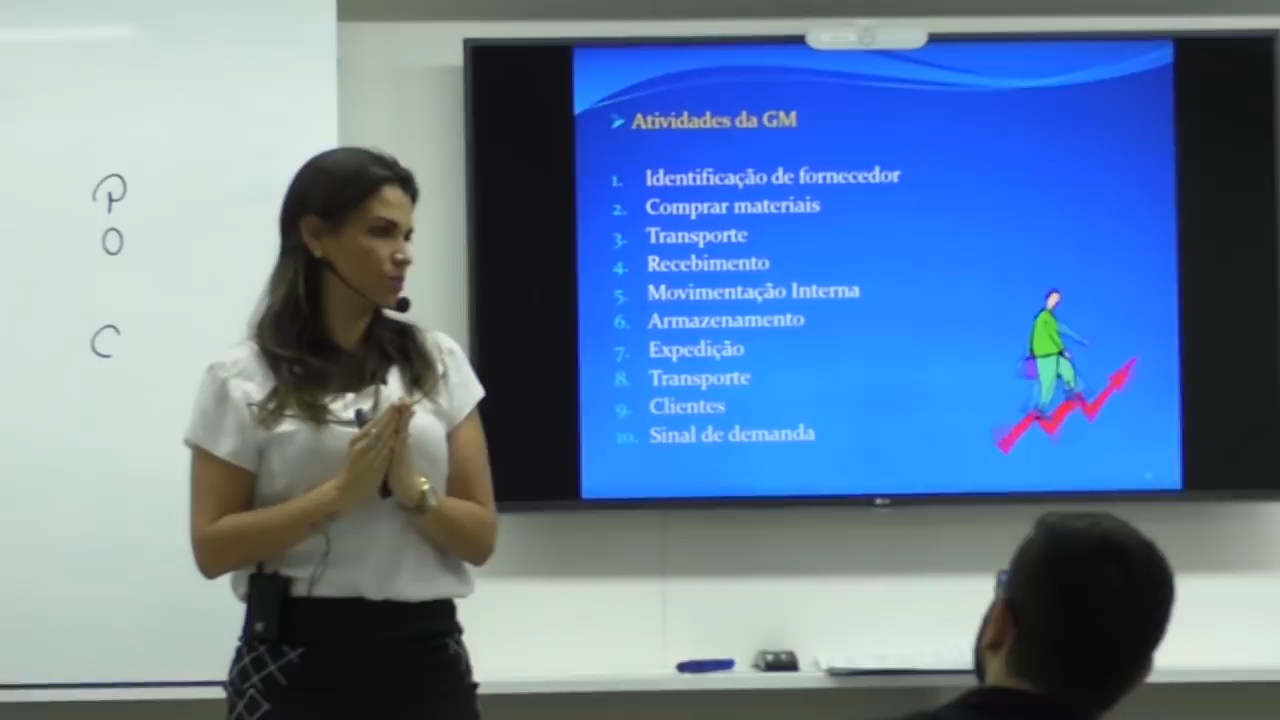 P
O
C
Atividades da GM
1. Identificação de fornecedor
2. Comprar materiais
3. Transporte
4. Recebimento
5. Movimentação Interna
6. Armazenamento
7. Expedição
8. Transporte
9. Clientes
10. Sinal de demanda